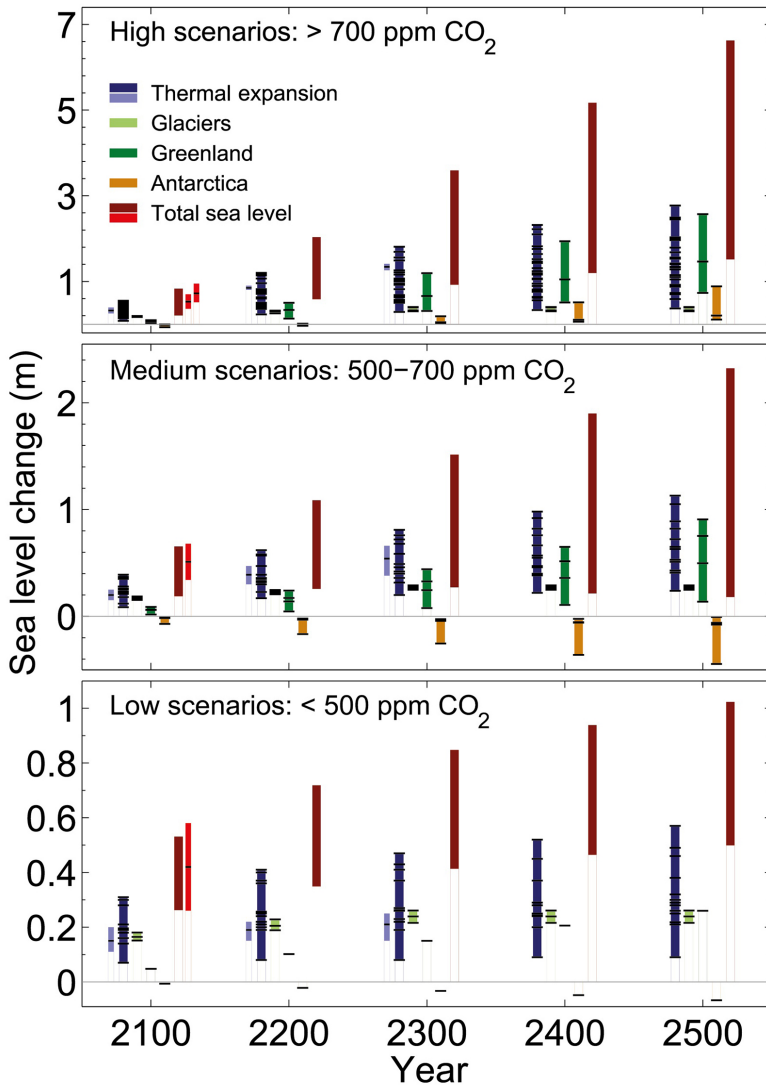 High scenarios: > 700 ppm CO2
7
Thermal expansion
Glaciers
Greenland
Antarctica
Total sea level
5
3
1
Medium scenarios: 500−700 ppm CO2
2
1
0
Sea level change (m)
Low scenarios: < 500 ppm CO2
1
0.8
0.6
0.4
0.2
0
2100 2200 2300 2400 2500
Year